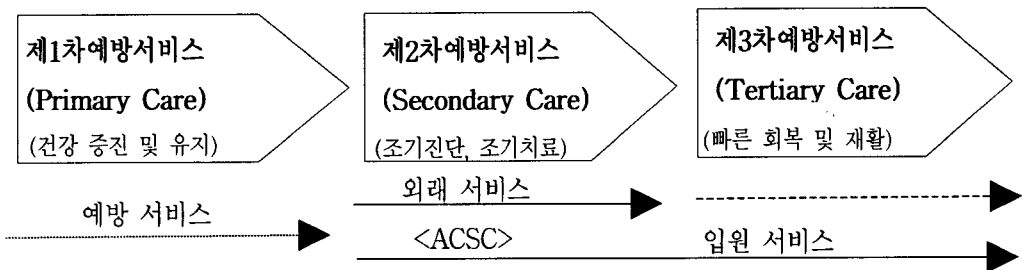 제1차예방서비스
(Primary Care)
(건강 증진 및 유지)
제2차예방서비스
(Secondary Care)
(조기진단, 조기치료)
제3차예방서비스
(Tertiary Care)
(빠른 회복 및 재활)
예방 서비스
외래 서비스
<ACSC>
입원 서비스